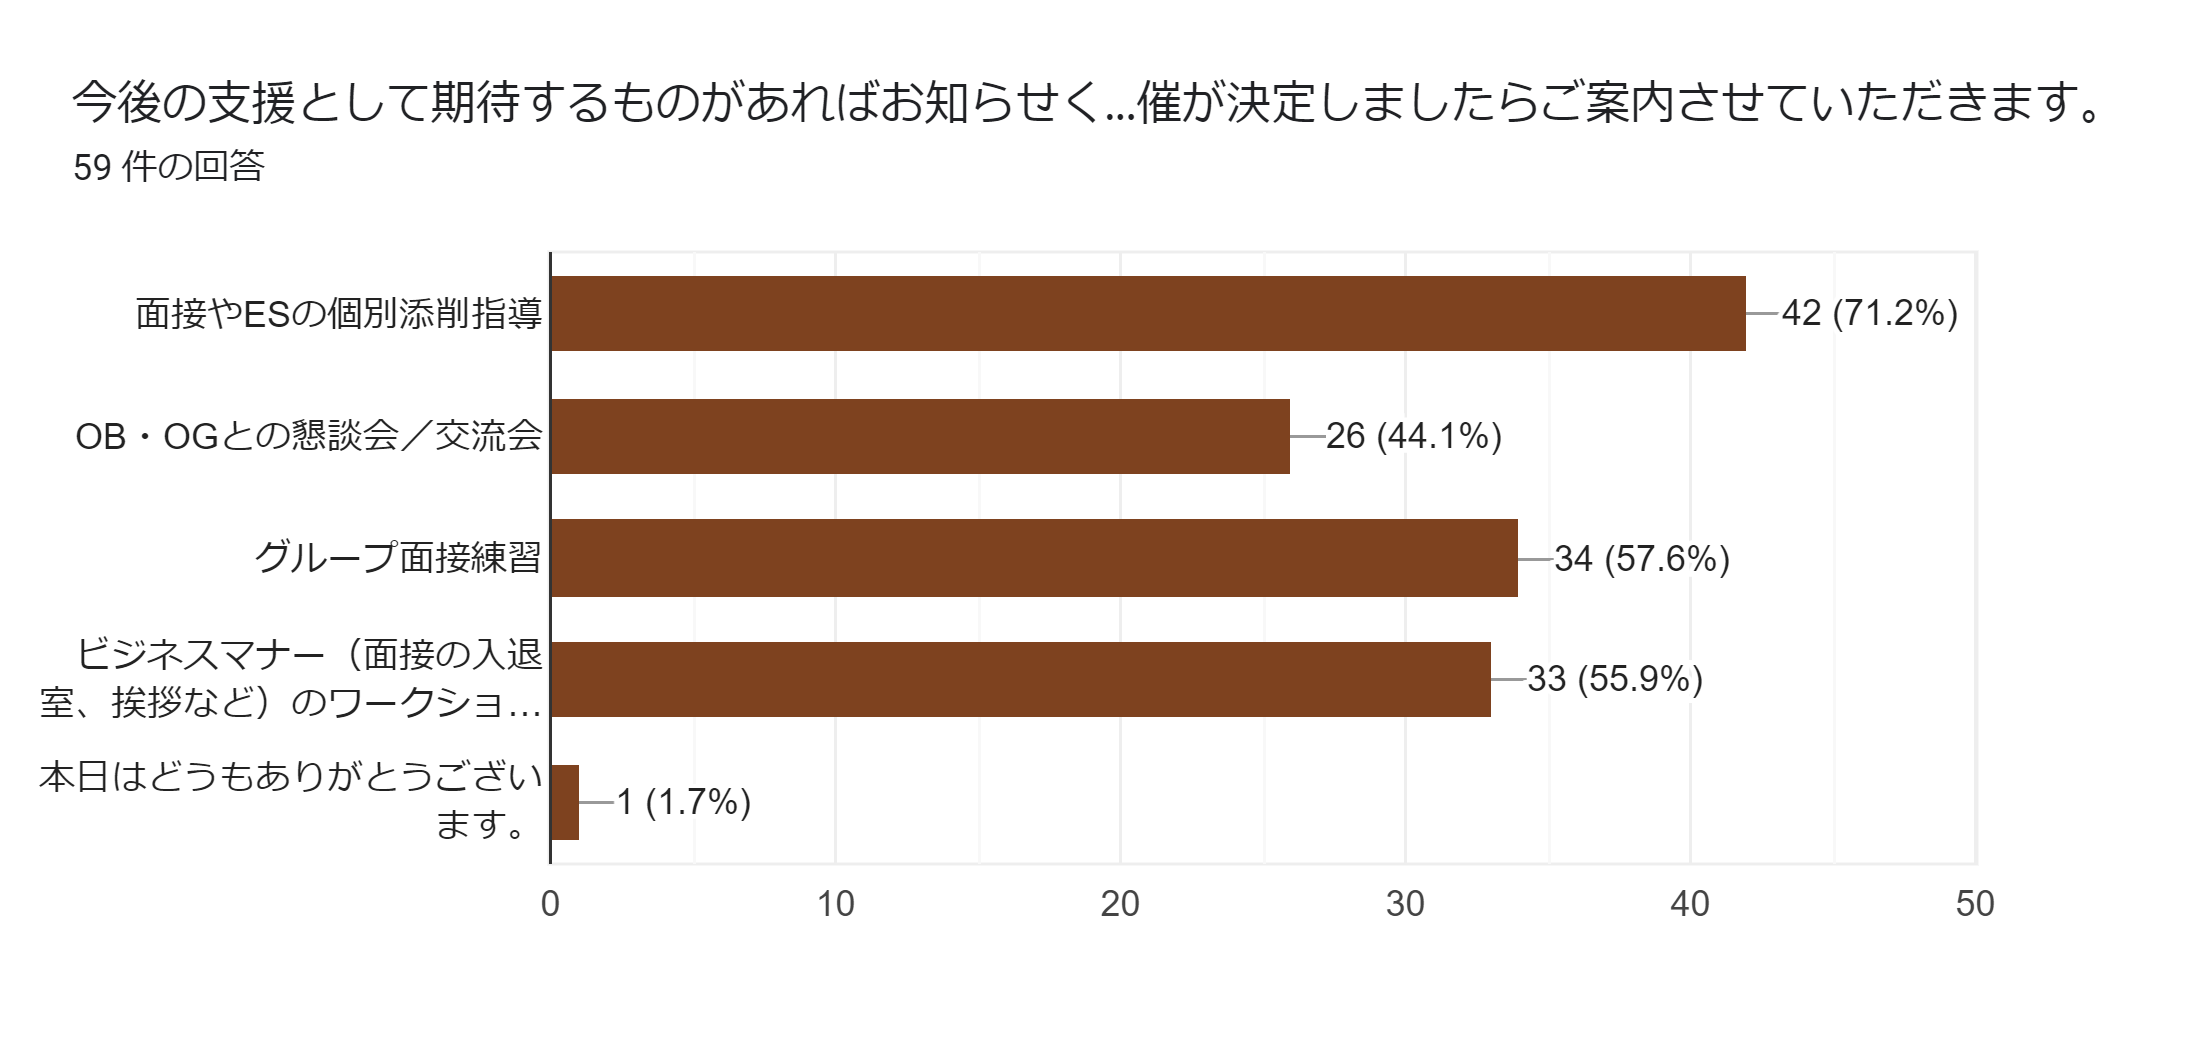 今後の支援として期待するものがあればお知らせく...催が決定しましたらご案内させていただきます。
59 件の回答
面接やESの個別添削指導
42 (71.2%)
OB・OGとの懇談会／交流会
26 (44.1%)
グループ面接練習
34 (57.6%)
ビジネスマナー（面接の入退
室、挨拶など）のワークショ…
33 (55.9%)
本日はどうもありがとうござい
ます。
1 (1.7%)
0 10 20 30 40 50